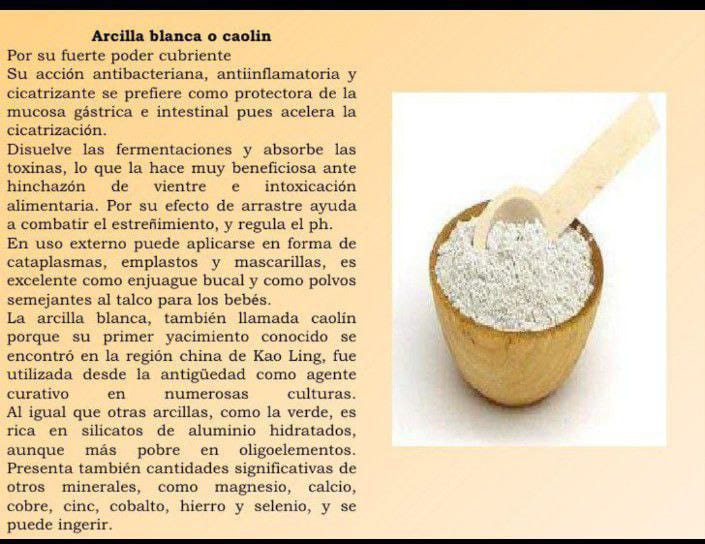 Arcilla blanca o caolin
Por su fuerte poder cubriente
Su acción antibacteriana, antiinflamatoria y
cicatrizante se prefiere como protectora de la
mucosa gástrica e intestinal pues acelera la
cicatrización.
Disuelve las fermentaciones y absorbe las
toxinas, lo que la hace muy beneficiosa ante
hinchazón de vientre e intoxicación
alimentaria. Por su efecto de arrastre ayuda
a combatir el estreñimiento, y regula el ph.
En uso externo puede aplicarse en forma de
cataplasmas, emplastos y mascarillas, es
excelente como enjuague bucal y como polvos
semejantes al talco para los bebés.
La arcilla blanca, también llamada caolín
porque su primer yacimiento conocido se
encontró en la región china de Kao Ling, fue
utilizada desde la antigüedad como agente
curativo en numerosas culturas.
Al igual que otras arcillas, como la verde, es
rica en silicatos de aluminio hidratados,
aunque más pobre en oligoelementos.
Presenta también cantidades significativas de
otros minerales, como magnesio, calcio,
cobre, cinc, cobalto, hierro y selenio, y se
puede ingerir.